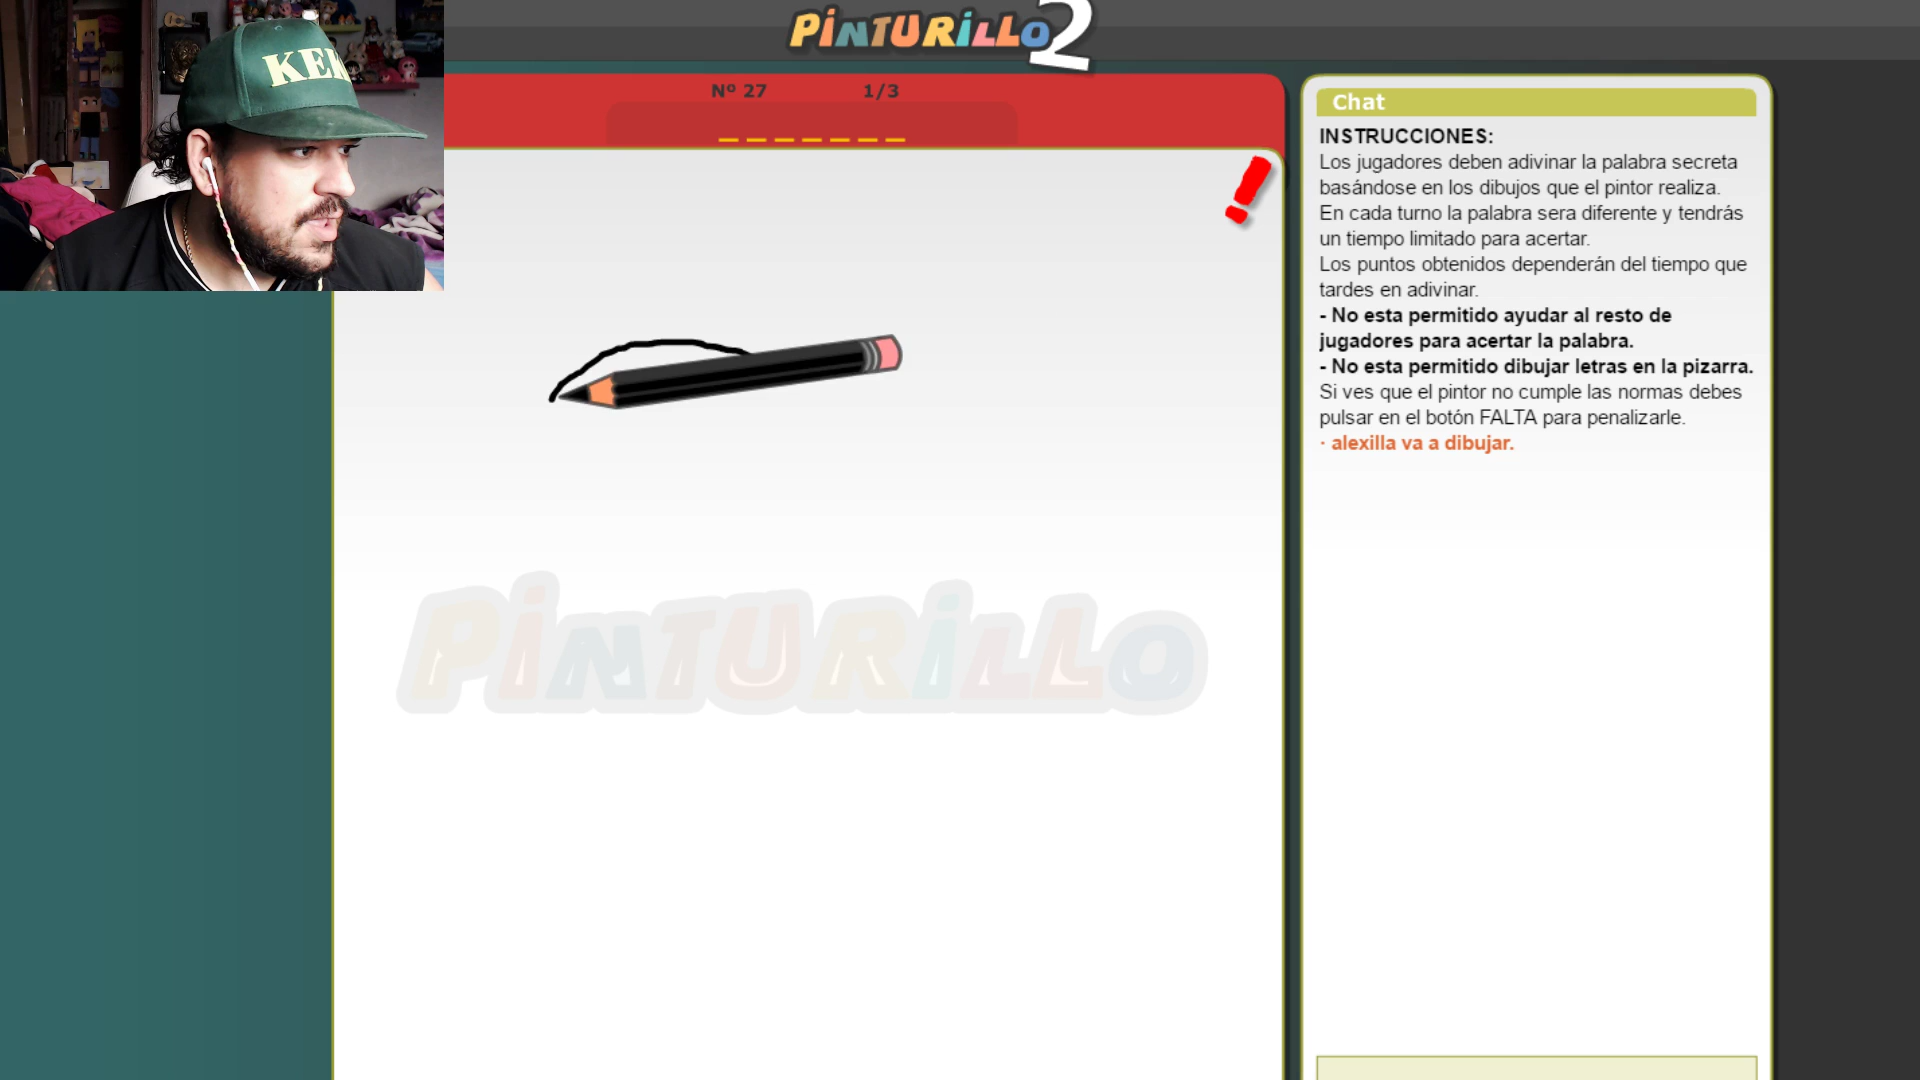 PiNTURiLLO2
KEK
Nº 27 1/3
_ _ _ _ _ _ _
PiNTURiLLO
Chat
INSTRUCCIONES:
Los jugadores deben adivinar la palabra secreta
basándose en los dibujos que el pintor realiza.
En cada turno la palabra sera diferente y tendrás
un tiempo limitado para acertar.
Los puntos obtenidos dependerán del tiempo que
tardes en adivinar.
- No esta permitido ayudar al resto de
jugadores para acertar la palabra.
- No esta permitido dibujar letras en la pizarra.
Si ves que el pintor no cumple las normas debes
pulsar en el botón FALTA para penalizarle.
· alexilla va a dibujar.